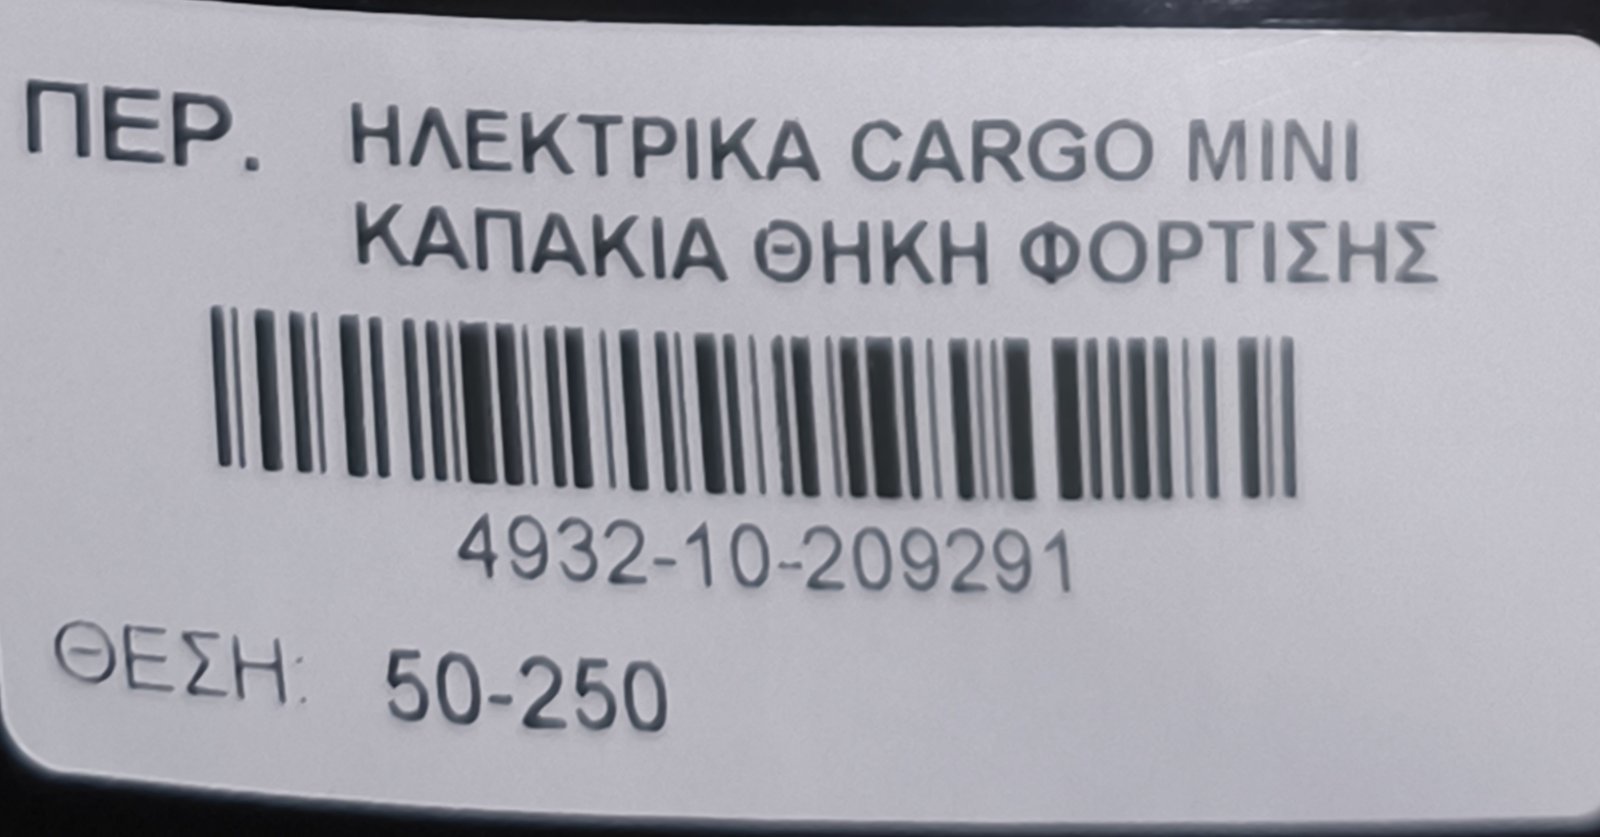 ΠΕΡ. ΗΛΕΚΤΡΙΚΑ CARGO MINI
ΚΑΠΑΚΙΑ ΘΗΚΗ ΦΟΡΤΙΣΗΣ
4932-10-209291
ΘΕΣΗ: 50-250